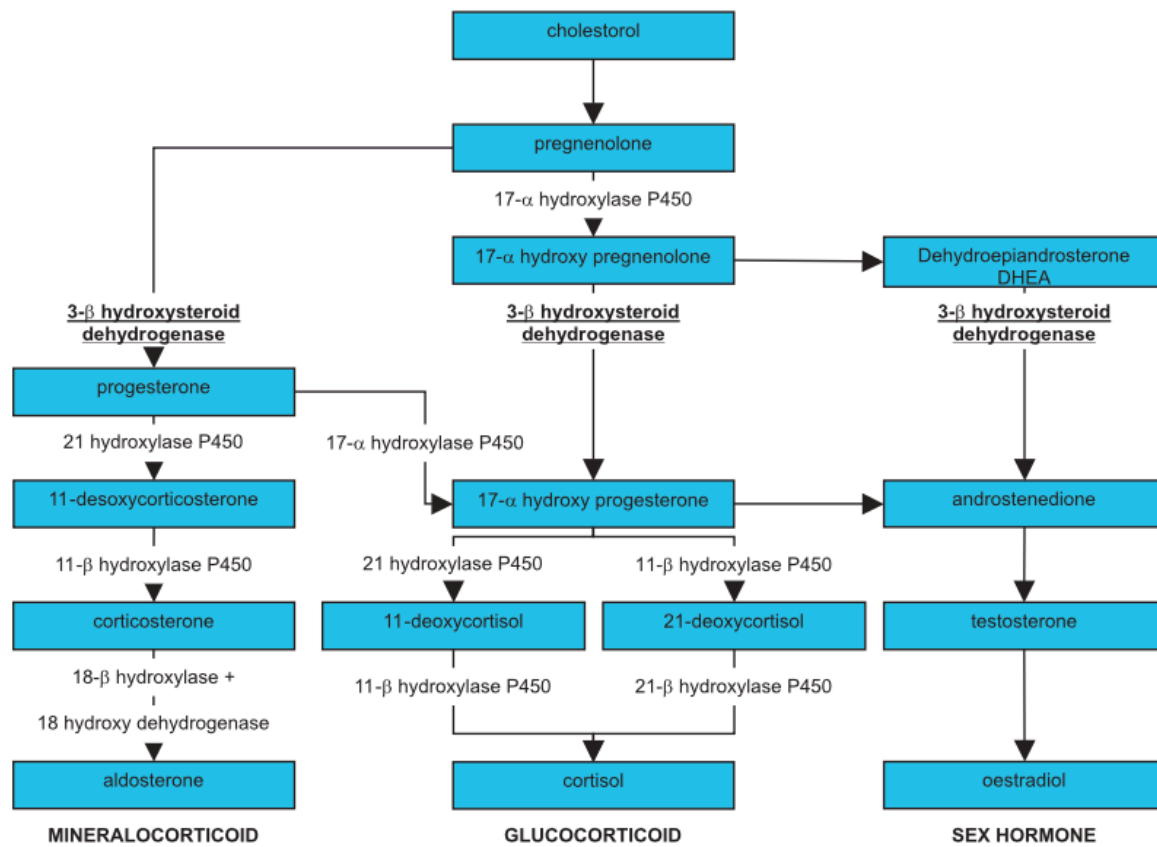 cholestorol
pregnenolone
17-α hydroxylase P450
17-α hydroxy pregnenolone
Dehydroepiandrosterone
DHEA
3-β hydroxysteroid
dehydrogenase
3-β hydroxysteroid
dehydrogenase
3-β hydroxysteroid
dehydrogenase
progesterone
21 hydroxylase P450
17-α hydroxylase P450
11-desoxycorticosterone
17-α hydroxy progesterone
androstenedione
11-β hydroxylase P450
21 hydroxylase P450
11-β hydroxylase P450
corticosterone
11-deoxycortisol
21-deoxycortisol
testosterone
18-β hydroxylase +
18 hydroxy dehydrogenase
11-β hydroxylase P450
21-β hydroxylase P450
aldosterone
cortisol
oestradiol
MINERALOCORTICOID
GLUCOCORTICOID
SEX HORMONE